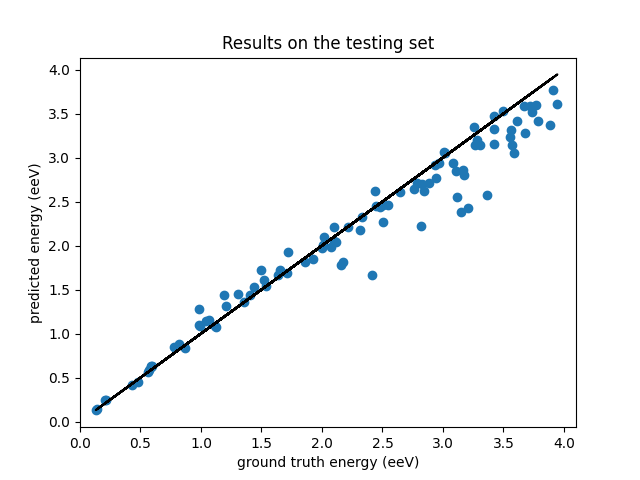 Results on the testing set
predicted energy (eeV)
4.0
3.5
3.0
2.5
2.0
1.5
1.0
0.5
0.0
0.0 0.5 1.0 1.5 2.0 2.5 3.0 3.5 4.0
ground truth energy (eeV)